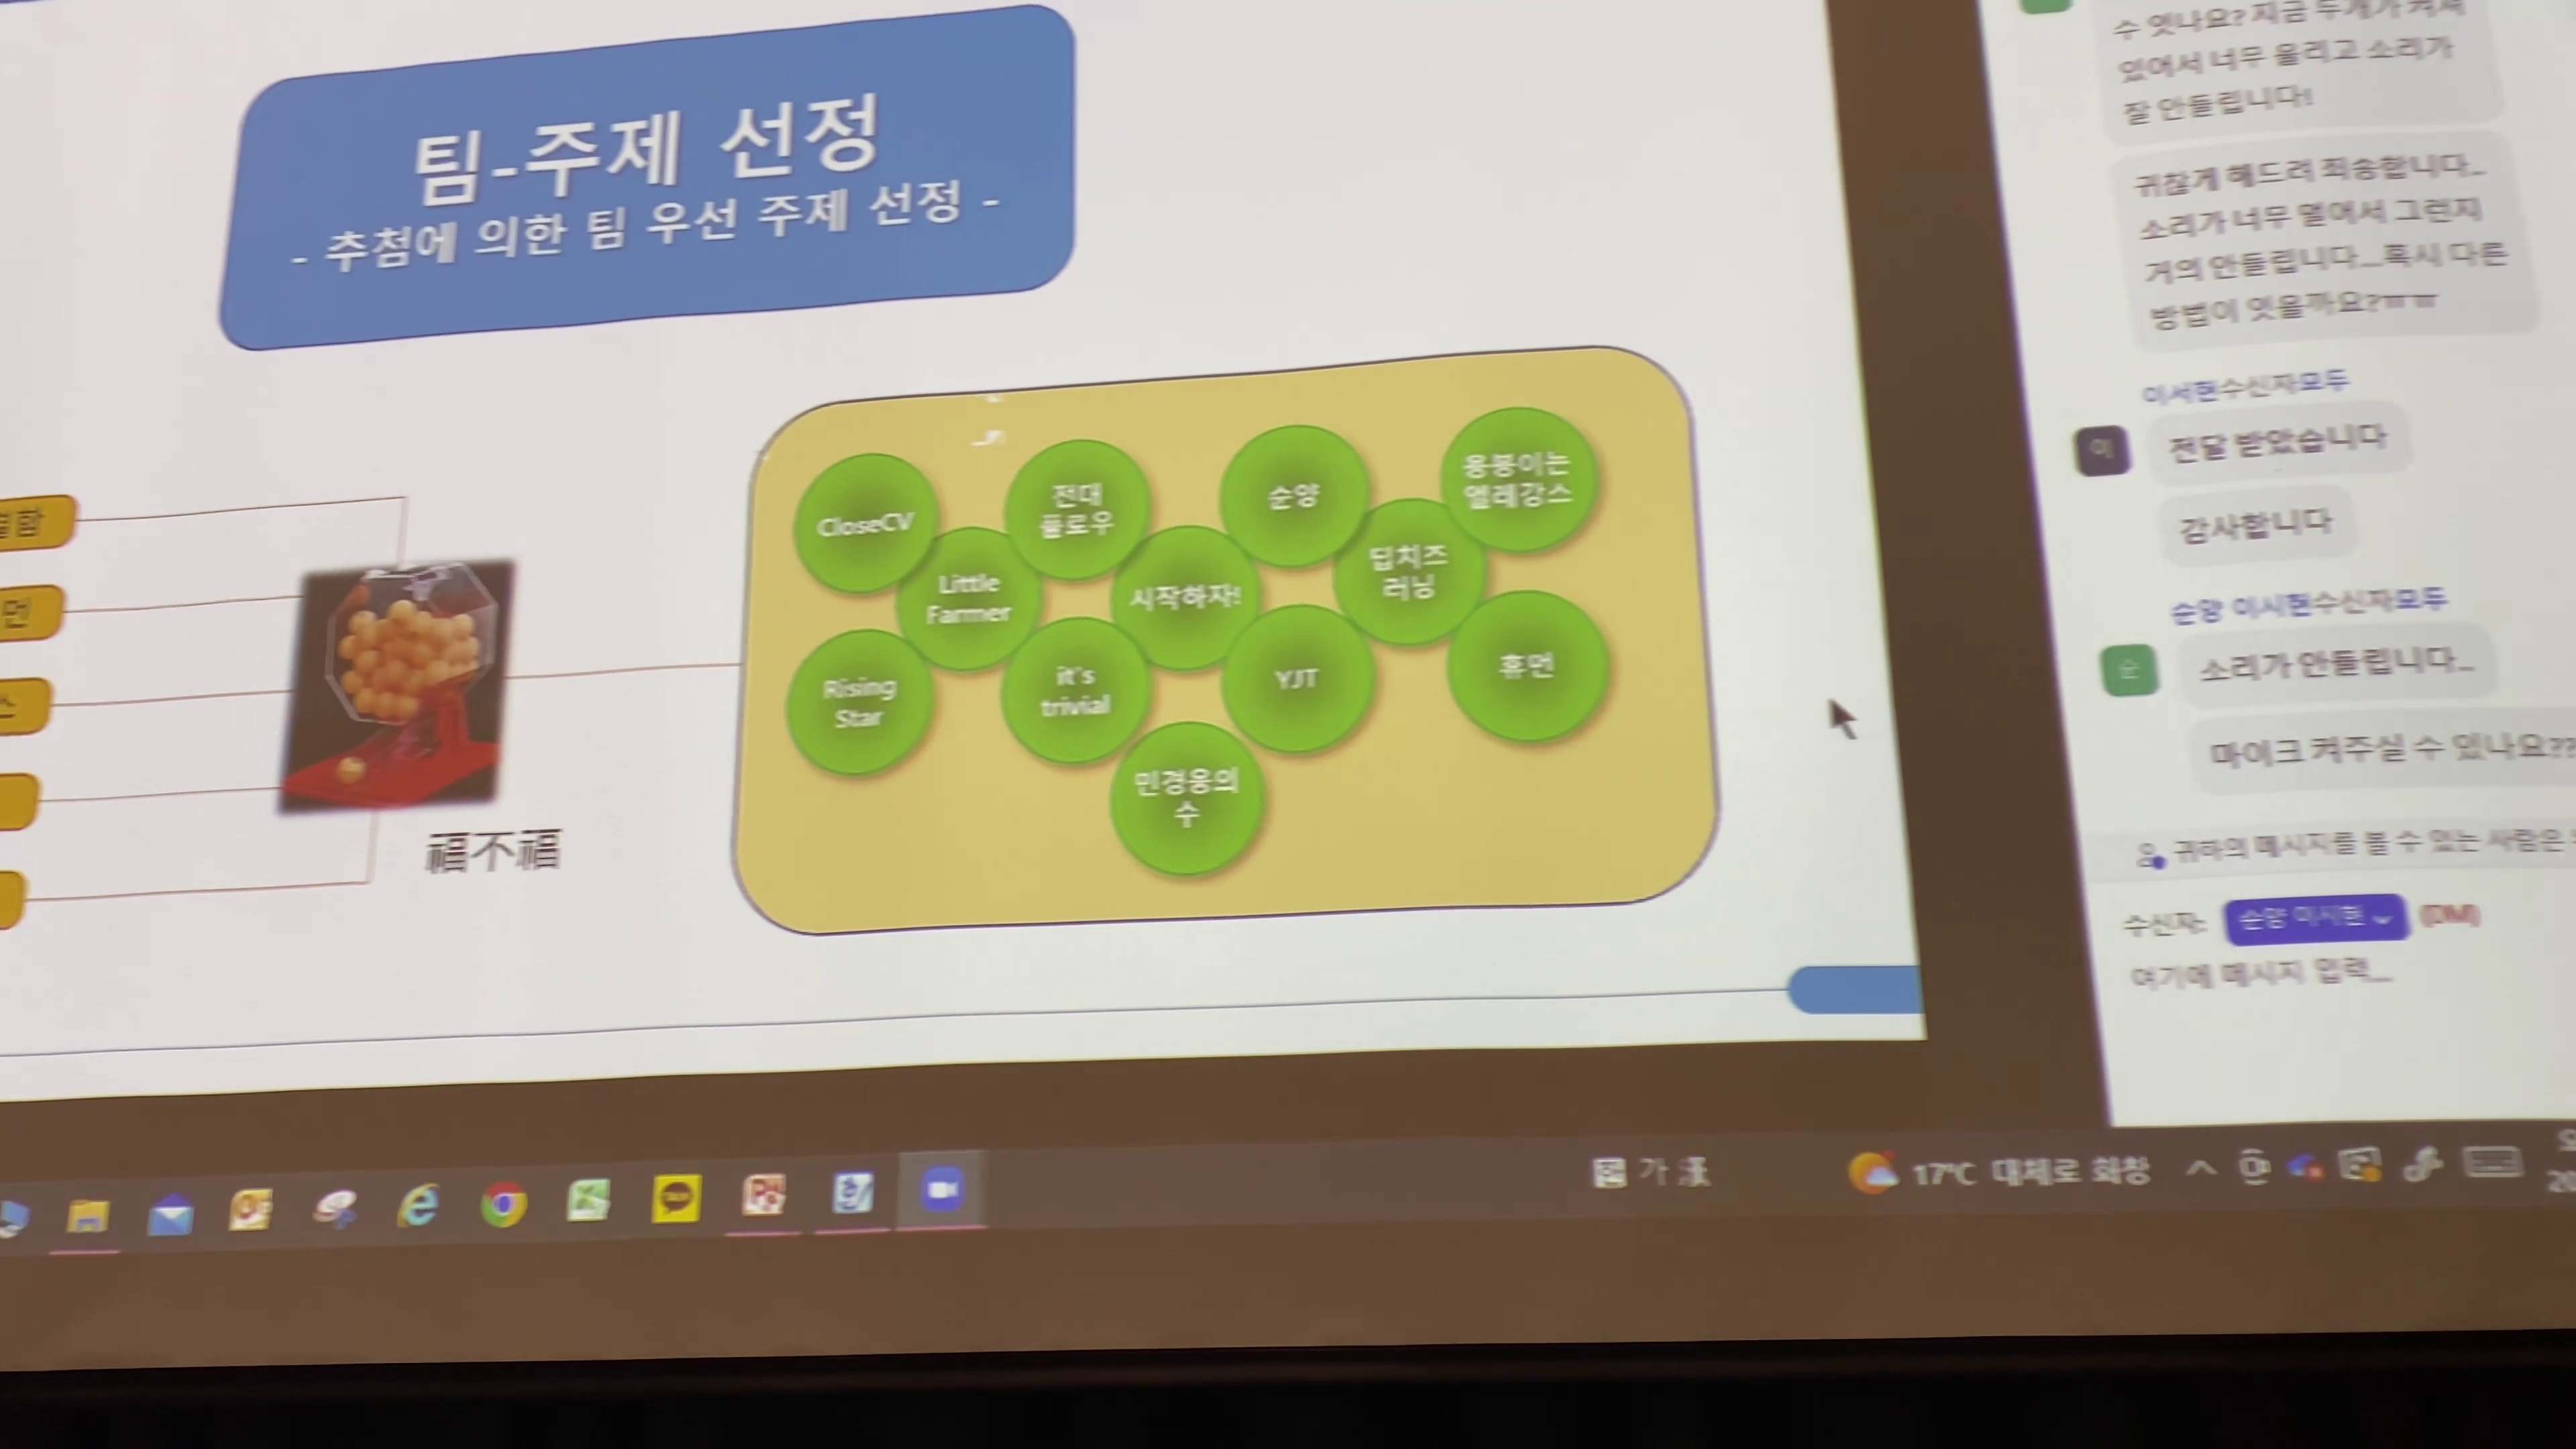 팀-주제 선정
- 추첨에 의한 팀 우선 주제 선정 -
먼
스
福不福
CloseCV
Little
Farmer
전대
플로우
시작하자!
순양
딥치즈
러닝
용봉이는
엘레강스
Rising
Star
it's
trivial
YJT
휴먼
민경응의
수
수 잇나요? 지금 두개가 켜져
있어서 너무 울리고 소리가
잘 안들립니다!
귀찮게 해드려 죄송합니다..
소리가 너무 멀어서 그런지
거의 안들립니다...혹시 다른
방법이 잇을까요?ㅠㅠ
이서현수신자모두
이
전달 받았습니다
감사합니다
순양 이시현수신자모두
순
소리가 안들립니다..
마이크 켜주실 수 있나요??
귀하의 메시지를 볼 수 있는 사람은
수신자: 순양 이시현 (DM)
여기에 메시지 입력...
가 漢
17°C 대체로 화창